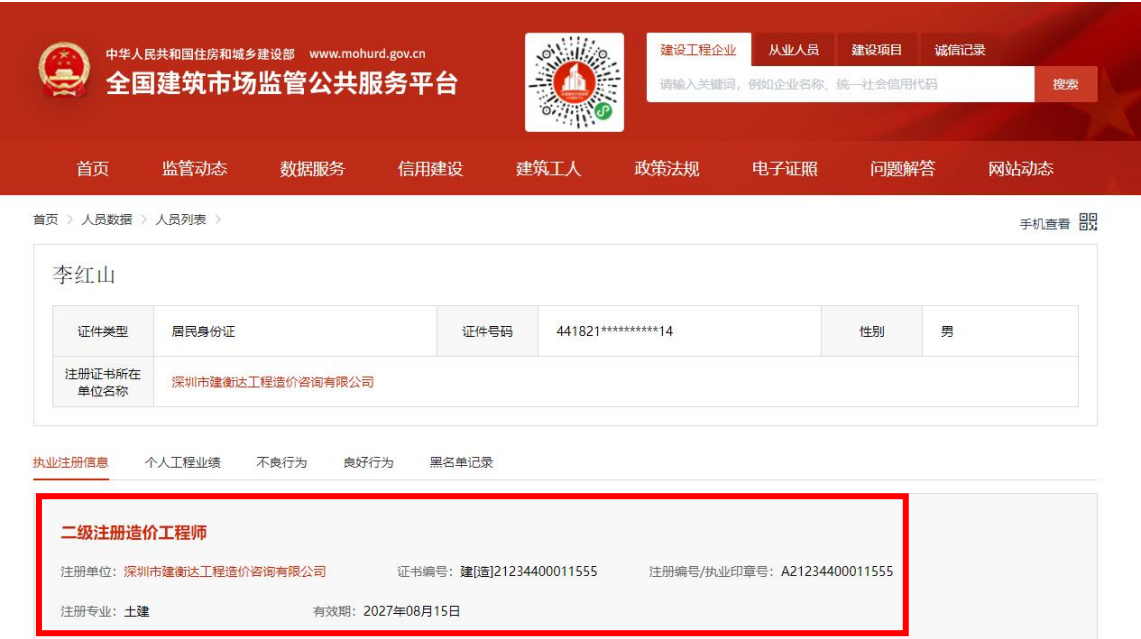 中华人民共和国住房和城乡建设部 www.mohurd.gov.cn
全国建筑市场监管公共服务平台
建设工程企业 从业人员 建设项目 诚信记录
请输入关键词，例如企业名称、统一社会信用代码 搜索
首页 监管动态 数据服务 信用建设 建筑工人 政策法规 电子证照 问题解答 网站动态
首页 > 人员数据 > 人员列表 >
手机查看
李红山
证件类型 居民身份证 证件号码 441821**********14 性别 男
注册证书所在
单位名称
深圳市建衡达工程造价咨询有限公司
执业注册信息 个人工程业绩 不良行为 良好行为 黑名单记录
二级注册造价工程师
注册单位：深圳市建衡达工程造价咨询有限公司 证书编号：建[造]21234400011555 注册编号/执业印章号：A21234400011555
注册专业：土建 有效期：2027年08月15日